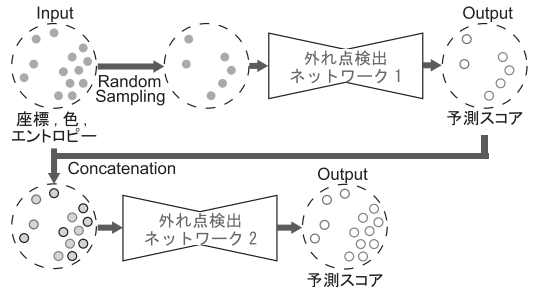 Input
Output
Random
Sampling
外れ点検出
ネットワーク 1
座標 , 色 ,
エントロピー
予測スコア
Concatenation
Output
外れ点検出
ネットワーク 2
予測スコア